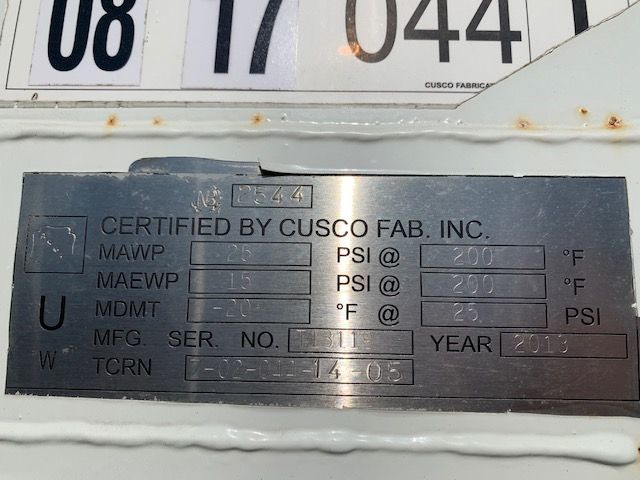 08 17 044
CUSCO FABRICA
NB 2544
CERTIFIED BY CUSCO FAB. INC.
MAWP 25 PSI @ 200 °F
MAEWP 15 PSI @ 200 °F
MDMT -20 °F @ 25 PSI
U
MFG. SER. NO. YEAR 2013
W
TCRN